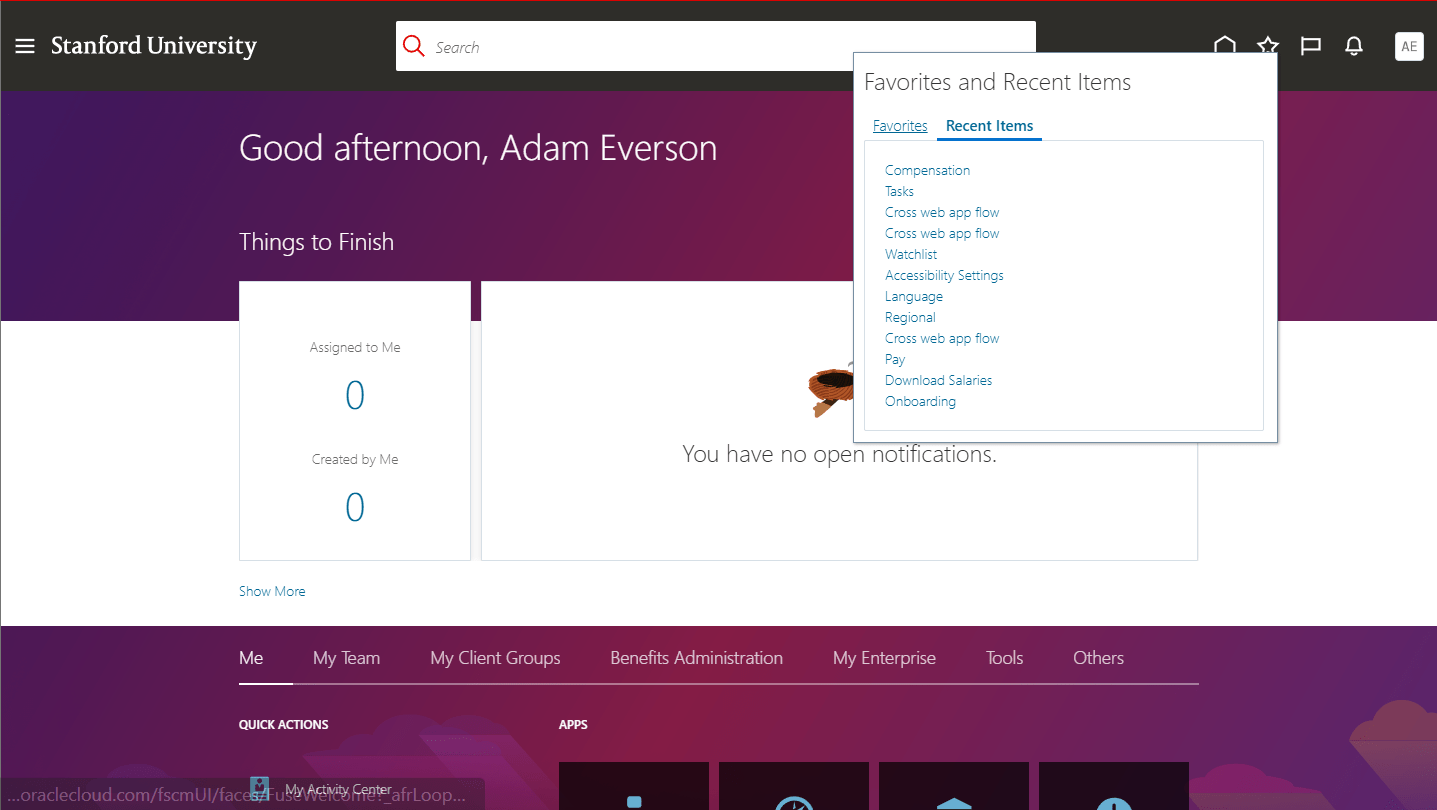 Stanford University
Search
AE
Favorites and Recent Items
Favorites
Recent Items
Compensation
Tasks
Cross web app flow
Cross web app flow
Watchlist
Accessibility Settings
Language
Regional
Cross web app flow
Pay
Download Salaries
Onboarding
Good afternoon, Adam Everson
Things to Finish
Assigned to Me
0
Created by Me
0
You have no open notifications.
Show More
Me
My Team
My Client Groups
Benefits Administration
My Enterprise
Tools
Others
QUICK ACTIONS
APPS
My Activity Center
...oraclecloud.com/fscmUI/faces/FuseWelcome?_afrLoop...